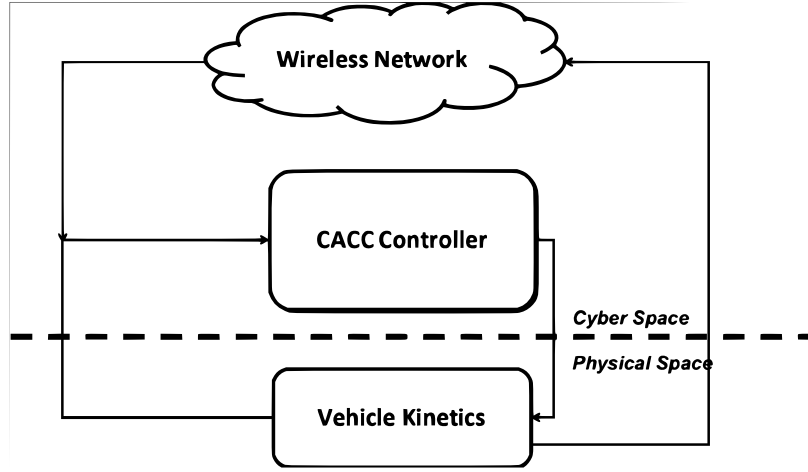 Wireless Network
CACC Controller
Cyber Space
Physical Space
Vehicle Kinetics